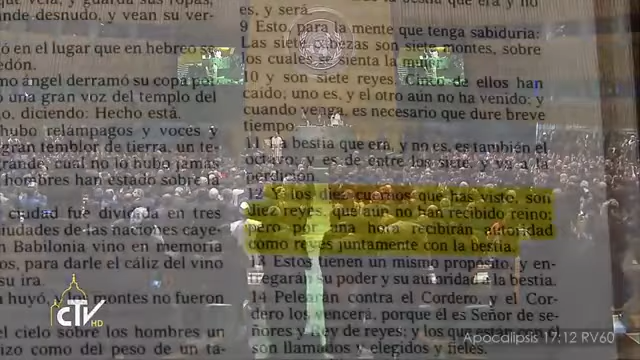 ande desnudo, y vean su ver-
ó en el lugar que en hebreo se
edón.
mo ángel derramó su copa por
una gran voz del templo del
o, diciendo: Hecho está.
hubo relámpagos y voces y
gran temblor de tierra, un te-
grande, cual no lo hubo jamás
hombres han estado sobre la
ciudad fue dividida en tres
ciudades de las naciones caye-
n Babilonia vino en memoria
os, para darle el cáliz del vino
su ira.
huyó, y los montes no fueron
el cielo sobre los hombres un
izo como del peso de un ta-
es, y será.
9 Esto, para la mente que tenga sabiduría:
Las siete cabezas son siete montes, sobre
los cuales se sienta la mujer,
10 y son siete reyes. Cinco de ellos han
caído; uno es, y el otro aún no ha venido; y
cuando venga, es necesario que dure breve
tiempo.
11 La bestia que era, y no es, es también el
octavo; y es de entre los siete, y va a la
perdición.
12 Y los diez cuernos que has visto, son
diez reyes, que aún no han recibido reino;
pero por una hora recibirán autoridad
como reyes juntamente con la bestia.
13 Estos tienen un mismo propósito, y en-
tregarán su poder y su autoridad a la bestia.
14 Pelearán contra el Cordero, y el Cor-
dero los vencerá, porque él es Señor de se-
ñores y Rey de reyes; y los que están con él
son llamados y elegidos y fieles.
CTV HD
Apocalipsis 17:12 RV60